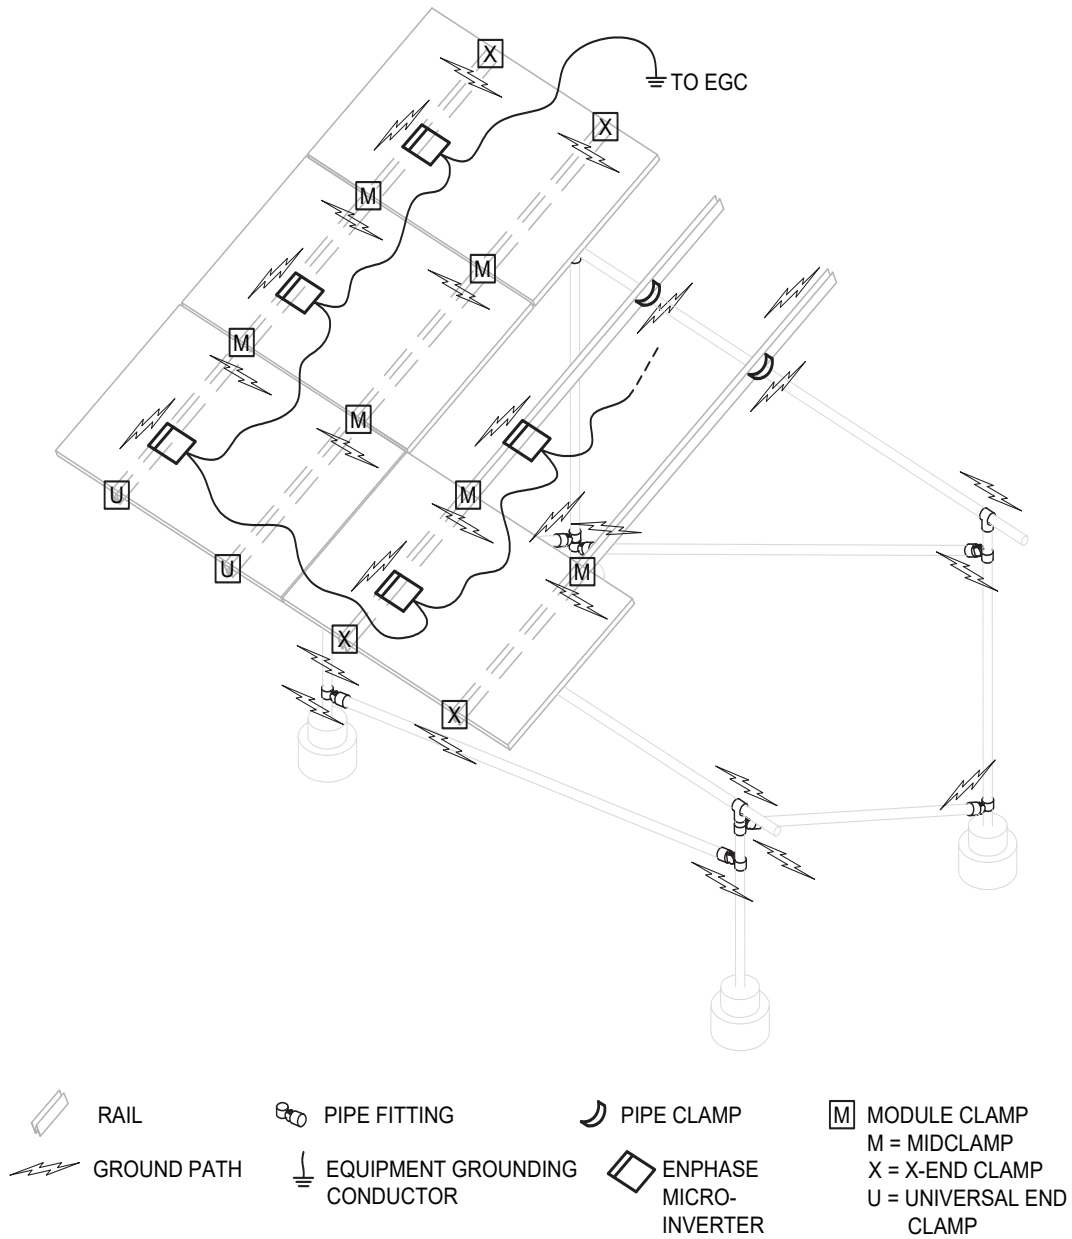 X
TO EGC
X
M
M
M
M
U
M
U
M
X
X
RAIL
PIPE FITTING
PIPE CLAMP
M MODULE CLAMP
M = MIDCLAMP
GROUND PATH
EQUIPMENT GROUNDING
CONDUCTOR
ENPHASE
MICRO-
INVERTER
X = X-END CLAMP
U = UNIVERSAL END
CLAMP